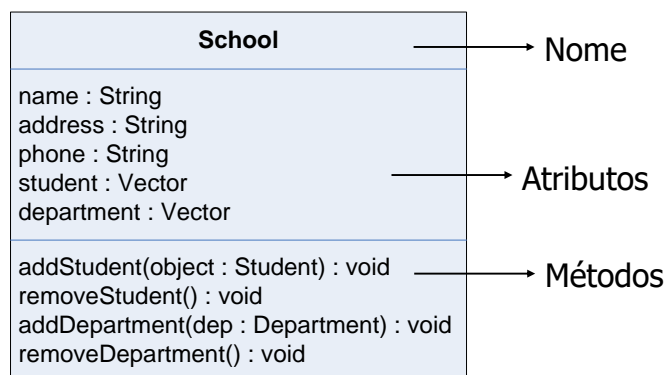 School
Nome
name : String
address : String
phone : String
student : Vector
department : Vector
Atributos
addStudent(object : Student) : void
removeStudent() : void
addDepartment(dep : Department) : void
removeDepartment() : void
Métodos